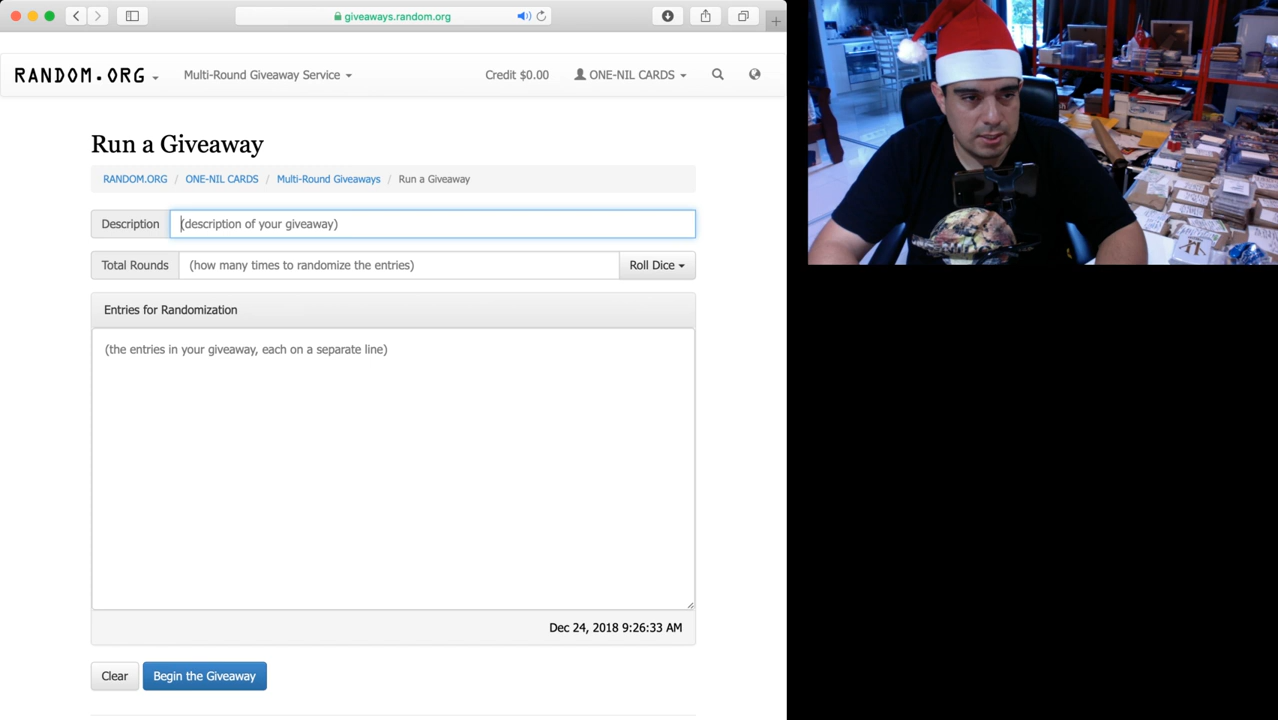 giveaways.random.org
RANDOM.ORG
Multi-Round Giveaway Service
Credit $0.00
ONE-NIL CARDS
Run a Giveaway
RANDOM.ORG / ONE-NIL CARDS / Multi-Round Giveaways / Run a Giveaway
Description (description of your giveaway)
Total Rounds (how many times to randomize the entries) Roll Dice
Entries for Randomization
(the entries in your giveaway, each on a separate line)
Dec 24, 2018 9:26:33 AM
Clear Begin the Giveaway